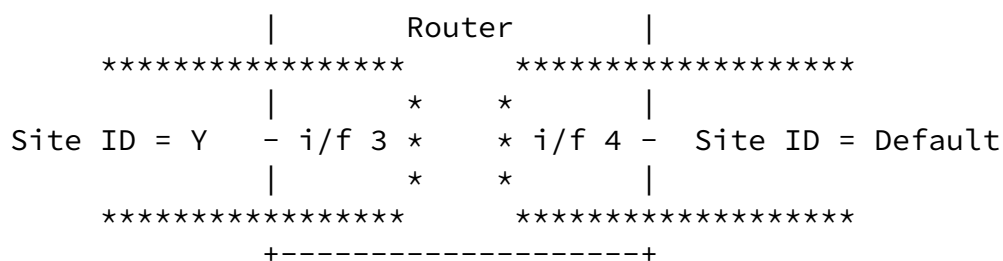 |       Router       |
       *****************      *******************
                  |       *    *       |
  Site ID = Y     - i/f 3 *    * i/f 4 -  Site ID = Default
                  |       *    *       |
       *****************      *******************
                  +--------------------+